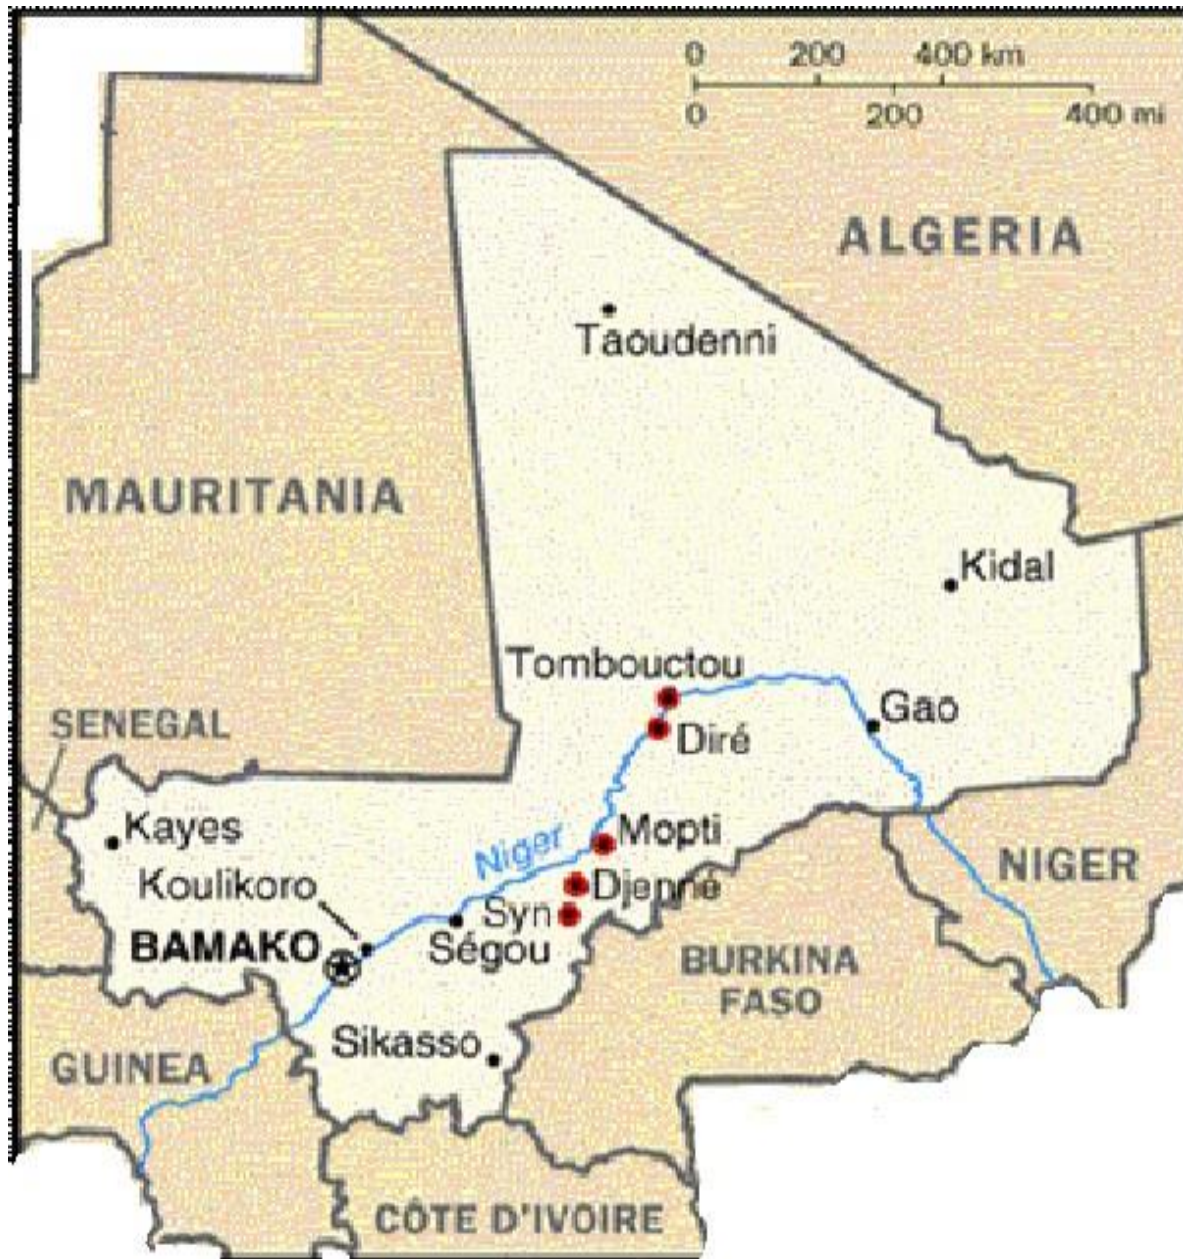 0 200 400 km
0 200 400 mi
ALGERIA
Taoudenni
MAURITANIA
Kidal
Tombouctou
Gao
SENEGAL
Diré
Kayes
Niger
Mopti
NIGER
Koulikoro
Djenné
Syn
BAMAKO
Ségou
BURKINA
FASO
Sikasso
GUINEA
CÔTE D'IVOIRE